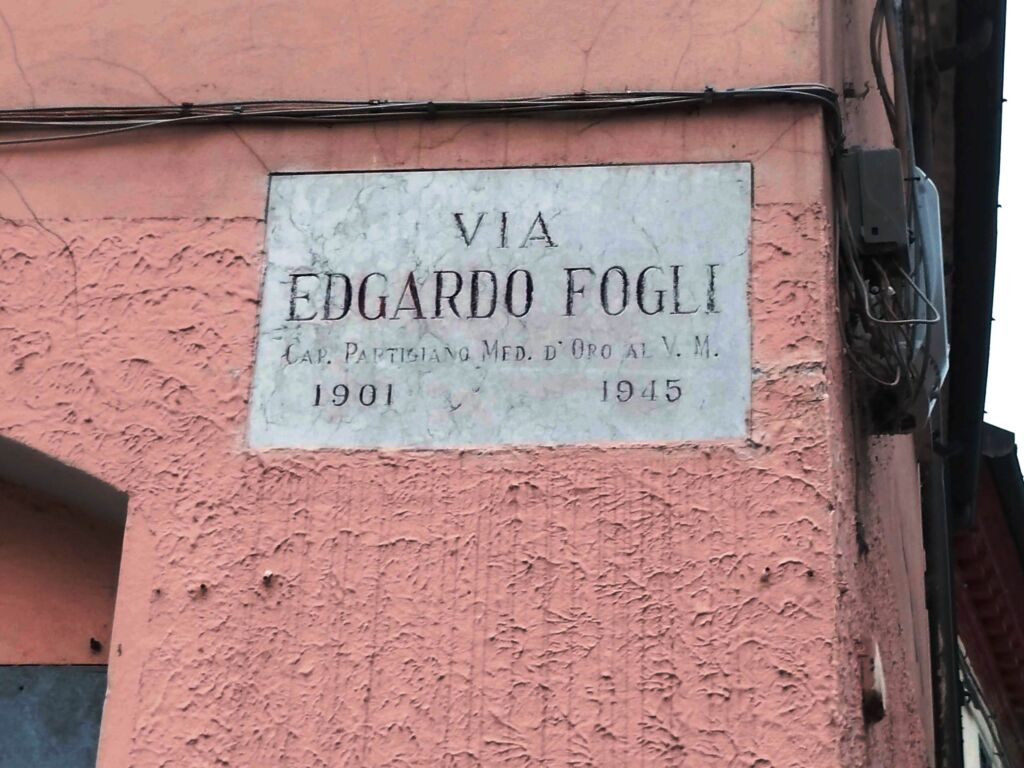 VIA
EDGARDO FOGLI
CAP. PARTIGIANO MED. D'ORO AL V. M.
1901 1945